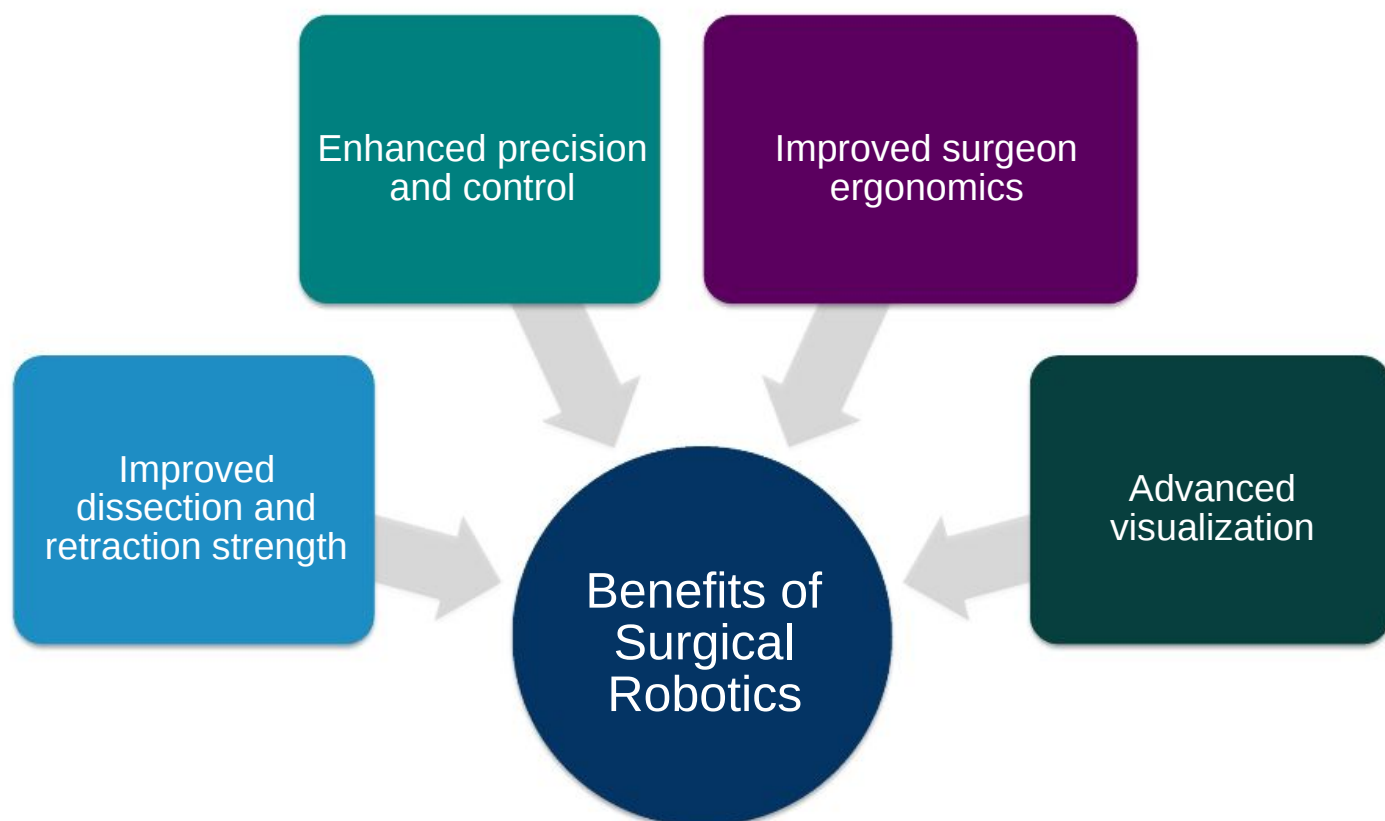 Enhanced precision
and control
Improved surgeon
ergonomics
Improved
dissection and
retraction strength
Advanced
visualization
Benefits of
Surgical
Robotics